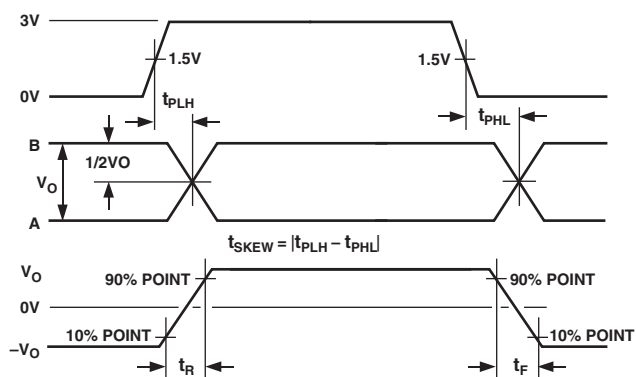 3V
1.5V
1.5V
0V
tPLH
tPHL
B
1/2VO
VO
A
tSKEW = |tPLH – tPHL|
VO
90% POINT
90% POINT
0V
10% POINT
10% POINT
–VO
tR
tF